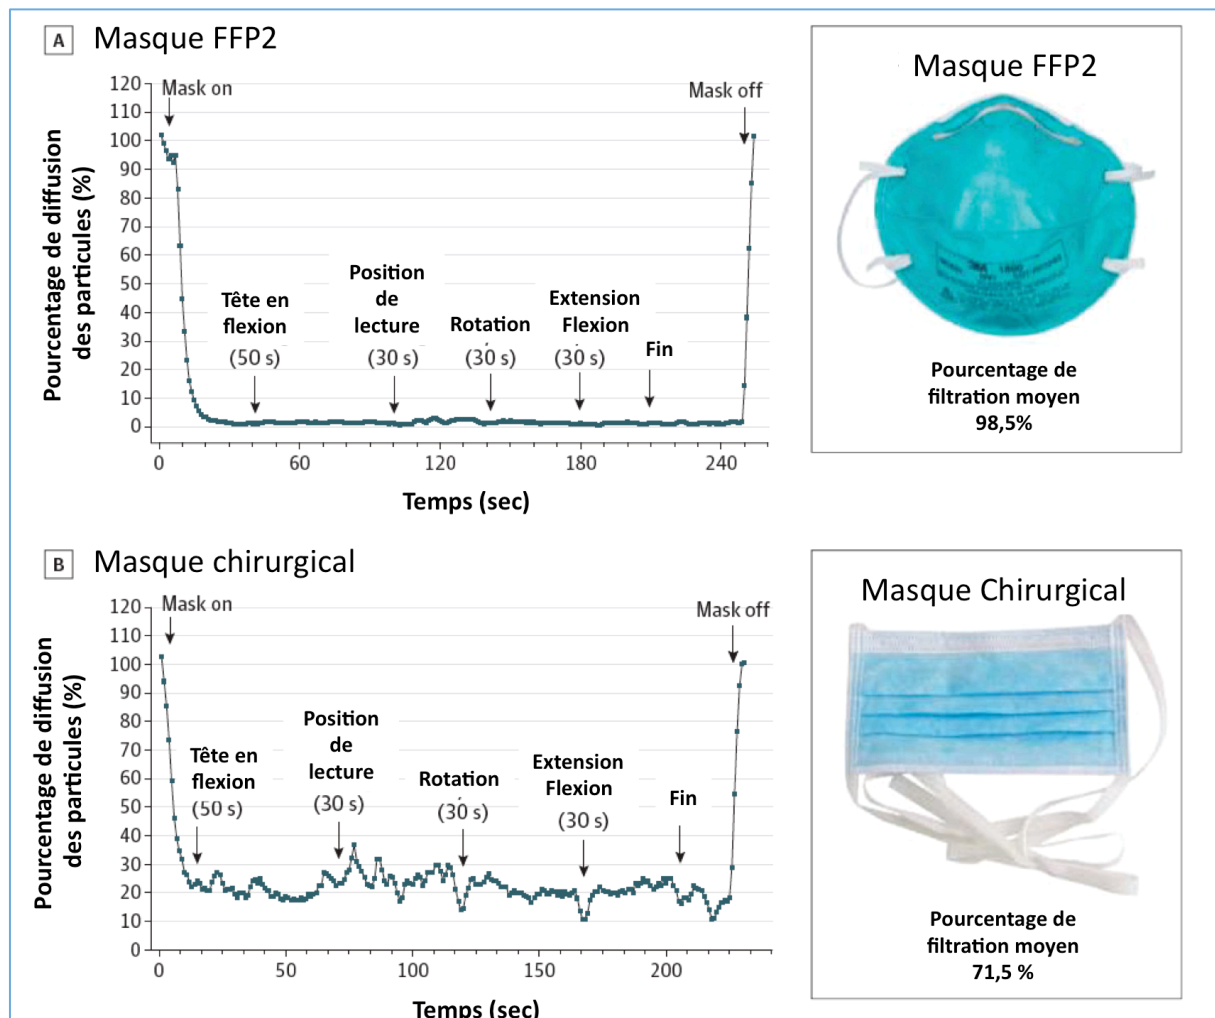 A Masque FFP2
Pourcentage de diffusion
des particules (%)
120
110
100
90
80
70
60
50
40
30
20
10
0
Mask on
Mask off
Tête en
flexion
(50 s)
Position
de
lecture
(30 s)
Rotation
(30 s)
Extension
Flexion
(30 s)
Fin
0 60 120 180 240
Temps (sec)
Masque FFP2
3M 1860
Pourcentage de
filtration moyen
98,5%
B Masque chirurgical
Pourcentage de diffusion
des particules (%)
120
110
100
90
80
70
60
50
40
30
20
10
0
Mask on
Mask off
Tête en
flexion
(50 s)
Position
de
lecture
(30 s)
Rotation
(30 s)
Extension
Flexion
(30 s)
Fin
0 50 100 150 200
Temps (sec)
Masque Chirurgical
Pourcentage de
filtration moyen
71,5 %